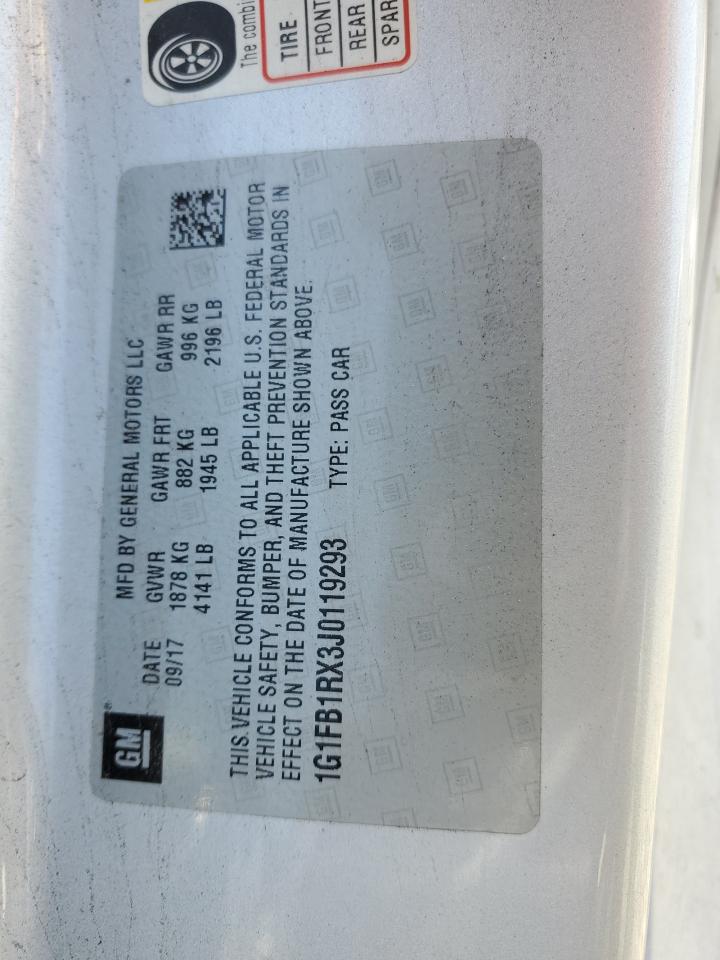 The combi
TIRE
FRONT
REAR
SPAR
GM
MFD BY GENERAL MOTORS LLC
DATE GVWR GAWR FRT GAWR RR
09/17 1878 KG 882 KG 996 KG
4141 LB 1945 LB 2196 LB
THIS VEHICLE CONFORMS TO ALL APPLICABLE U.S. FEDERAL MOTOR
VEHICLE SAFETY, BUMPER, AND THEFT PREVENTION STANDARDS IN
EFFECT ON THE DATE OF MANUFACTURE SHOWN ABOVE.
1G1FB1RX3J0119293 TYPE: PASS CAR